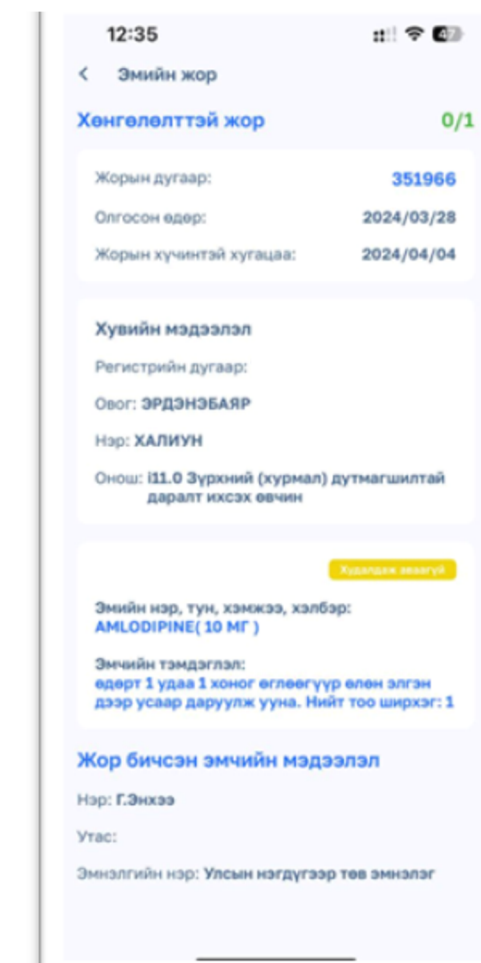 12:35
47
Эмийн жор
Хөнгөлөлттэй жор 0/1
Жорын дугаар: 351966
Олгосон өдөр: 2024/03/28
Жорын хүчинтэй хугацаа: 2024/04/04
Хувийн мэдээлэл
Регистрийн дугаар:
Овог: ЭРДЭНЭБАЯР
Нэр: ХАЛИУН
Онош: i11.0 Зүрхний (хурмал) дутмагшилтай
даралт ихсэх өвчин
Худалдаж аваагүй
Эмийн нэр, тун, хэмжээ, хэлбэр:
AMLODIPINE( 10 МГ )
Эмчийн тэмдэглэл:
өдөрт 1 удаа 1 хоног өглөөгүүр өлөн элгэн
дээр усаар даруулж ууна. Нийт тоо ширхэг: 1
Жор бичсэн эмчийн мэдээлэл
Нэр: Г.Энхээ
Утас:
Эмнэлгийн нэр: Улсын нэгдүгээр төв эмнэлэг